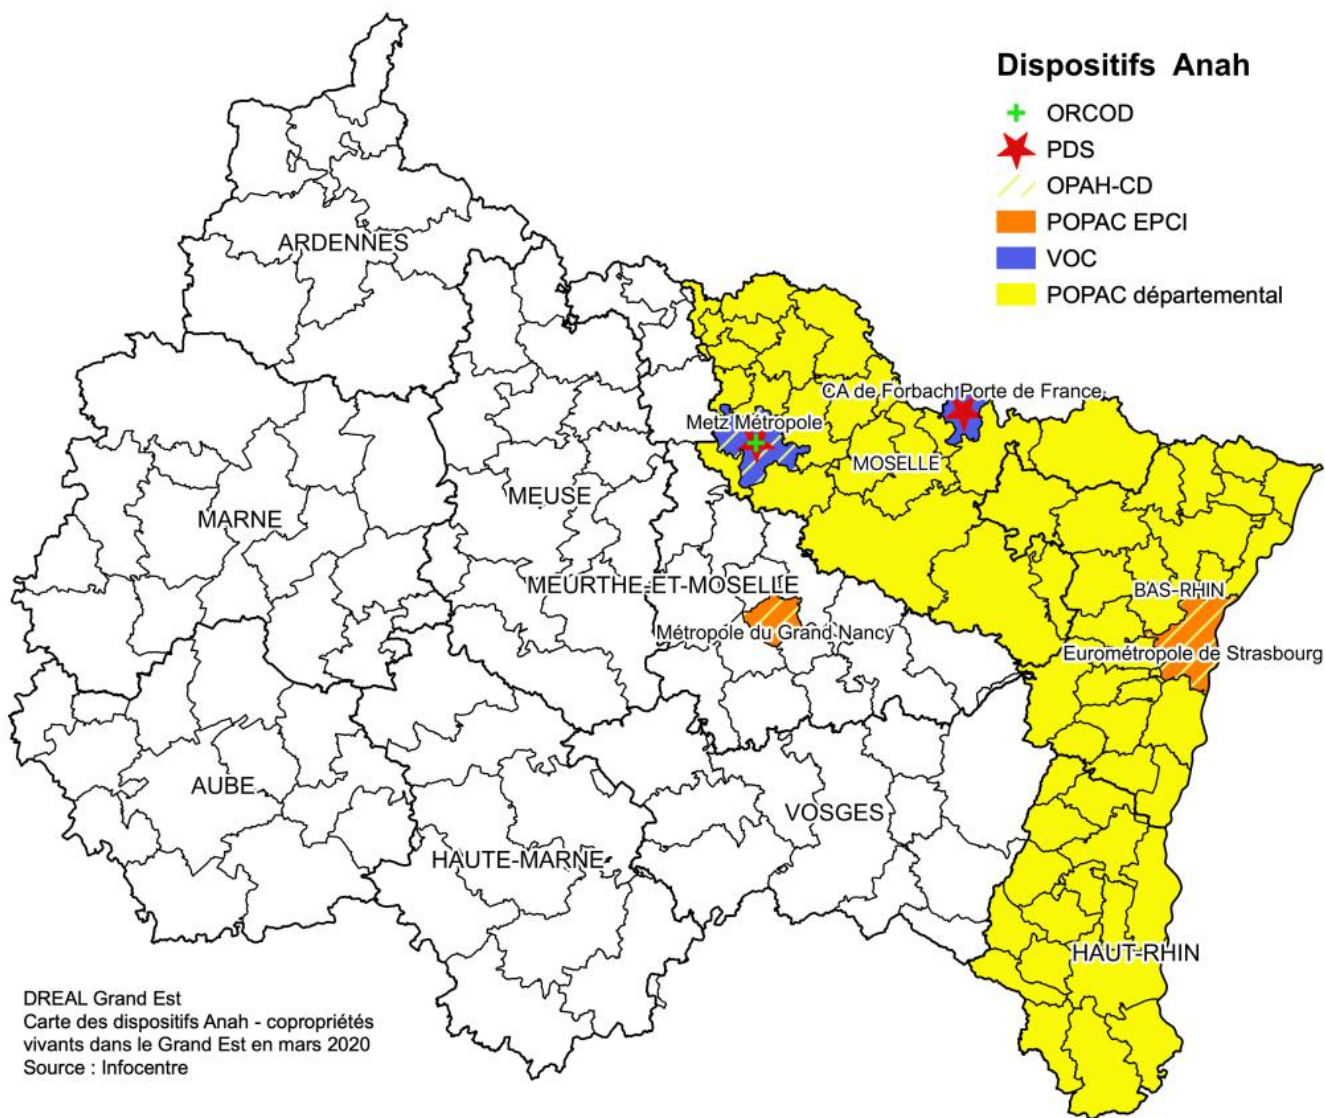 Dispositifs Anah
ORCOD
PDS
OPAH-CD
POPAC EPCI
VOC
POPAC départemental
ARDENNES
CA de Forbach Porte de France
Metz Métropole
MOSELLE
MEUSE
MARNE
MEURTHE-ET-MOSELLE
BAS-RHIN
Métropole du Grand Nancy
Eurométropole de Strasbourg
AUBE
VOSGES
HAUTE-MARNE
HAUT-RHIN
DREAL Grand Est
Carte des dispositifs Anah - copropriétés
vivants dans le Grand Est en mars 2020
Source : Infocentre